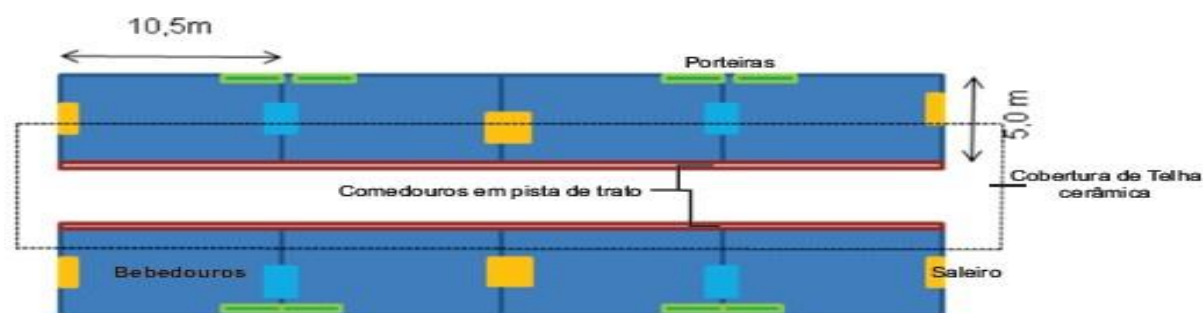 10,5m
Porteiras
5,0 m
Comedouros em pista de trato
Cobertura de Telha
cerâmica
Bebedouros
Saleiro